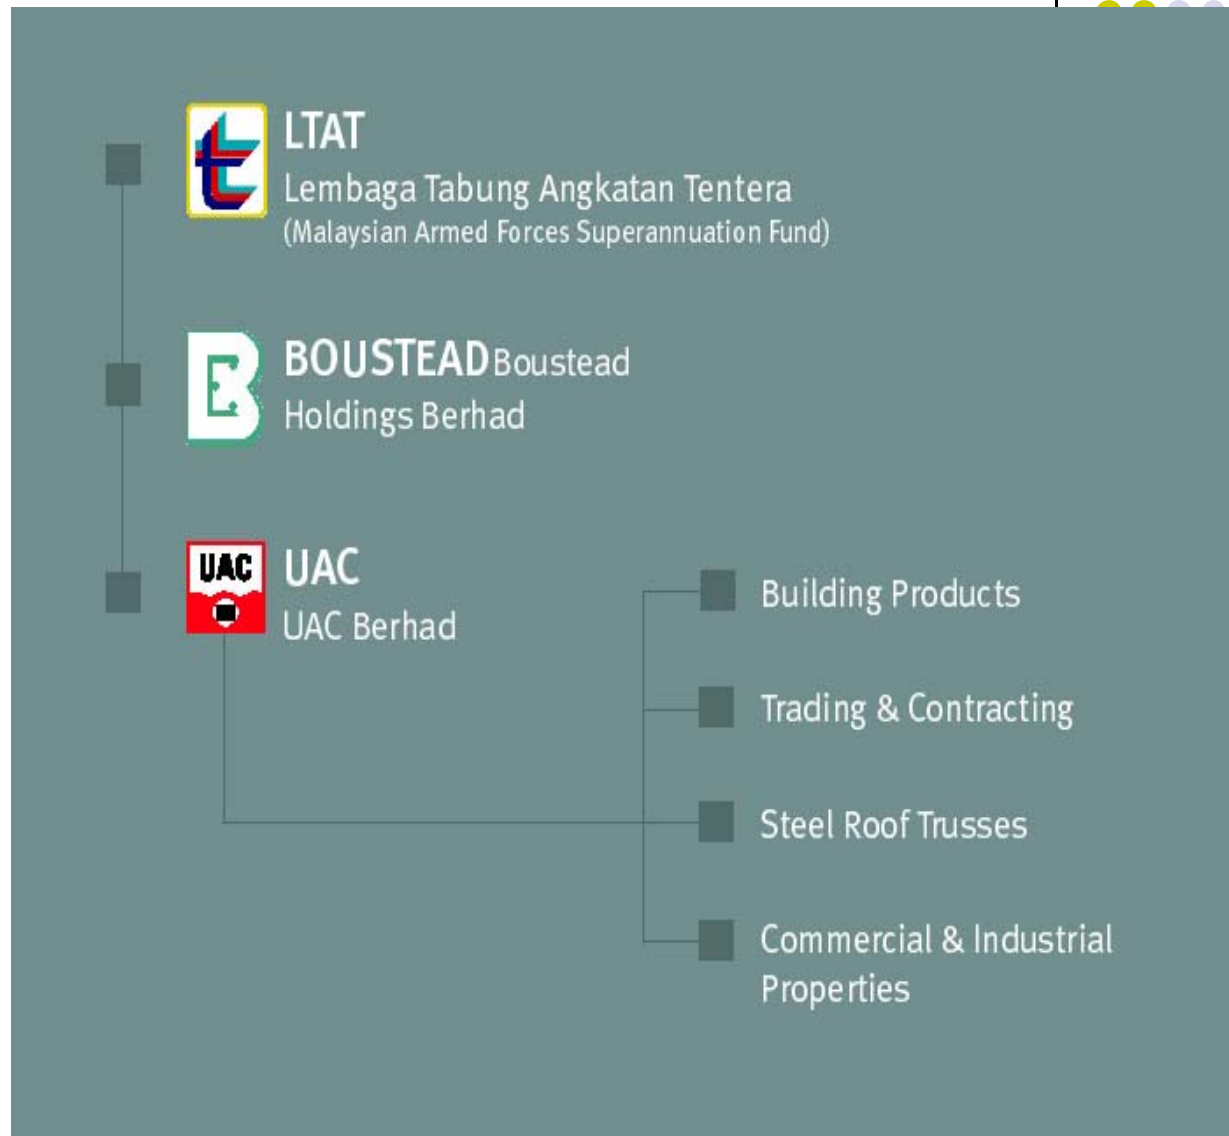 LTAT
Lembaga Tabung Angkatan Tentera
(Malaysian Armed Forces Superannuation Fund)
BOUSTEAD Boustead
Holdings Berhad
UAC
UAC
UAC Berhad
Building Products
Trading & Contracting
Steel Roof Trusses
Commercial & Industrial
Properties